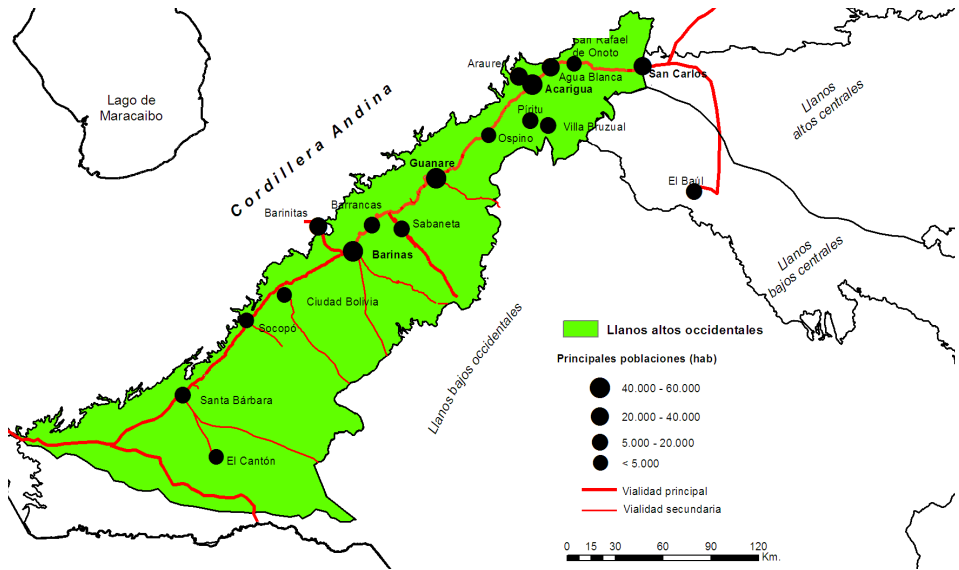 Lago de
Maracaibo
Cordillera Andina
San Rafael
de Onoto
Araure
Agua Blanca
San Carlos
Acarigua
Píritu
Villa Bruzual
Ospino
Guanare
El Baúl
Llanos
altos centrales
Llanos
bajos centrales
Barinitas
Barrancas
Sabaneta
Barinas
Ciudad Bolivia
Socopó
Santa Bárbara
El Cantón
Llanos bajos occidentales
Llanos altos occidentales
Principales poblaciones (hab)
40.000 - 60.000
20.000 - 40.000
5.000 - 20.000
< 5.000
Vialidad principal
Vialidad secundaria
0 15 30 60 90 120
Km.